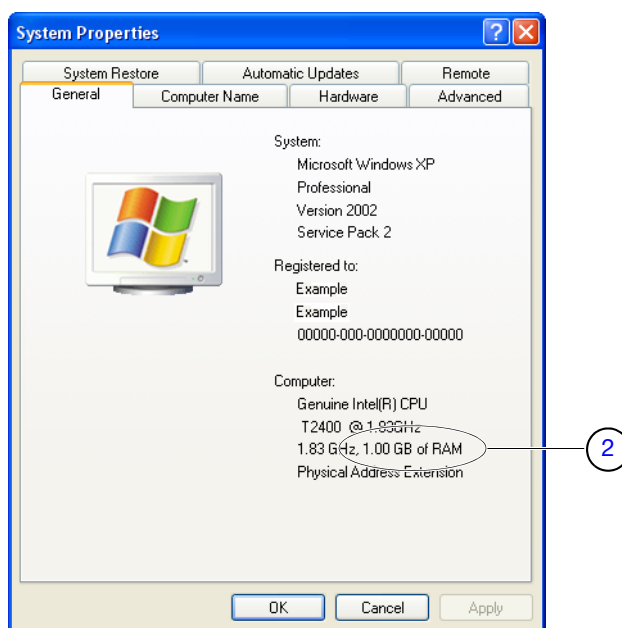 System Properties
System Restore Automatic Updates Remote
General Computer Name Hardware Advanced
System:
Microsoft Windows XP
Professional
Version 2002
Service Pack 2
Registered to:
Example
Example
00000-000-0000000-00000
Computer:
Genuine Intel(R) CPU
T2400 @ 1.83GHz
1.83 GHz, 1.00 GB of RAM
2
Physical Address Extension
OK Cancel Apply